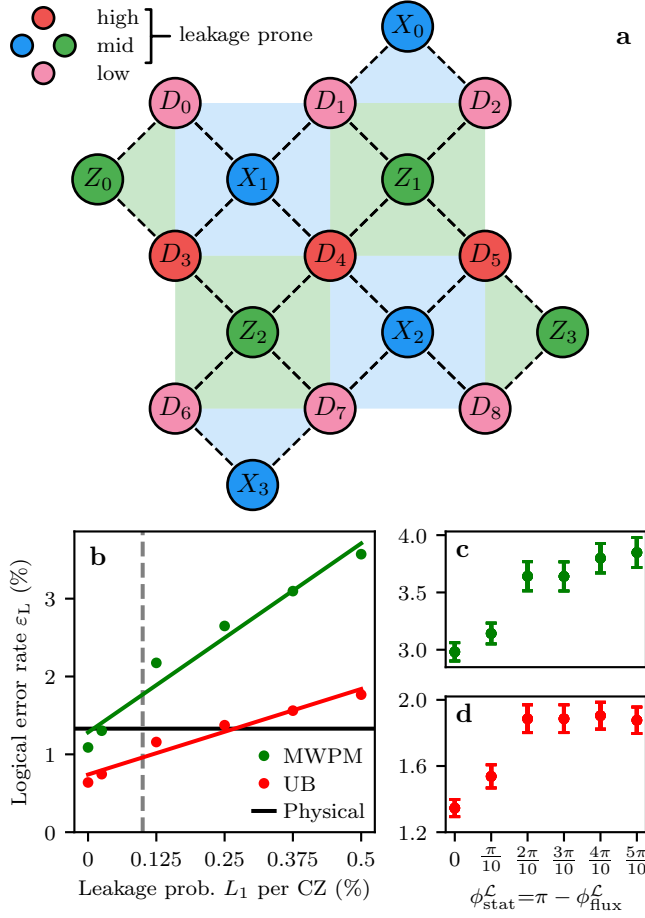 high
mid
low
leakage prone
a
X₀
D₀ D₁ D₂
Z₀ X₁ Z₁
D₃ D₄ D₅
Z₂ X₂ Z₃
D₆ D₇ D₈
X₃
b
Logical error rate ε_L (%)
3
2
1
0
MWPM
UB
Physical
0 0.125 0.25 0.375 0.5
Leakage prob. L₁ per CZ (%)
c
4.0
3.5
3.0
d
2.0
1.6
1.2
0 π/10 2π/10 3π/10 4π/10 5π/10
ϕ^ℒ_stat=π − ϕ^ℒ_flux